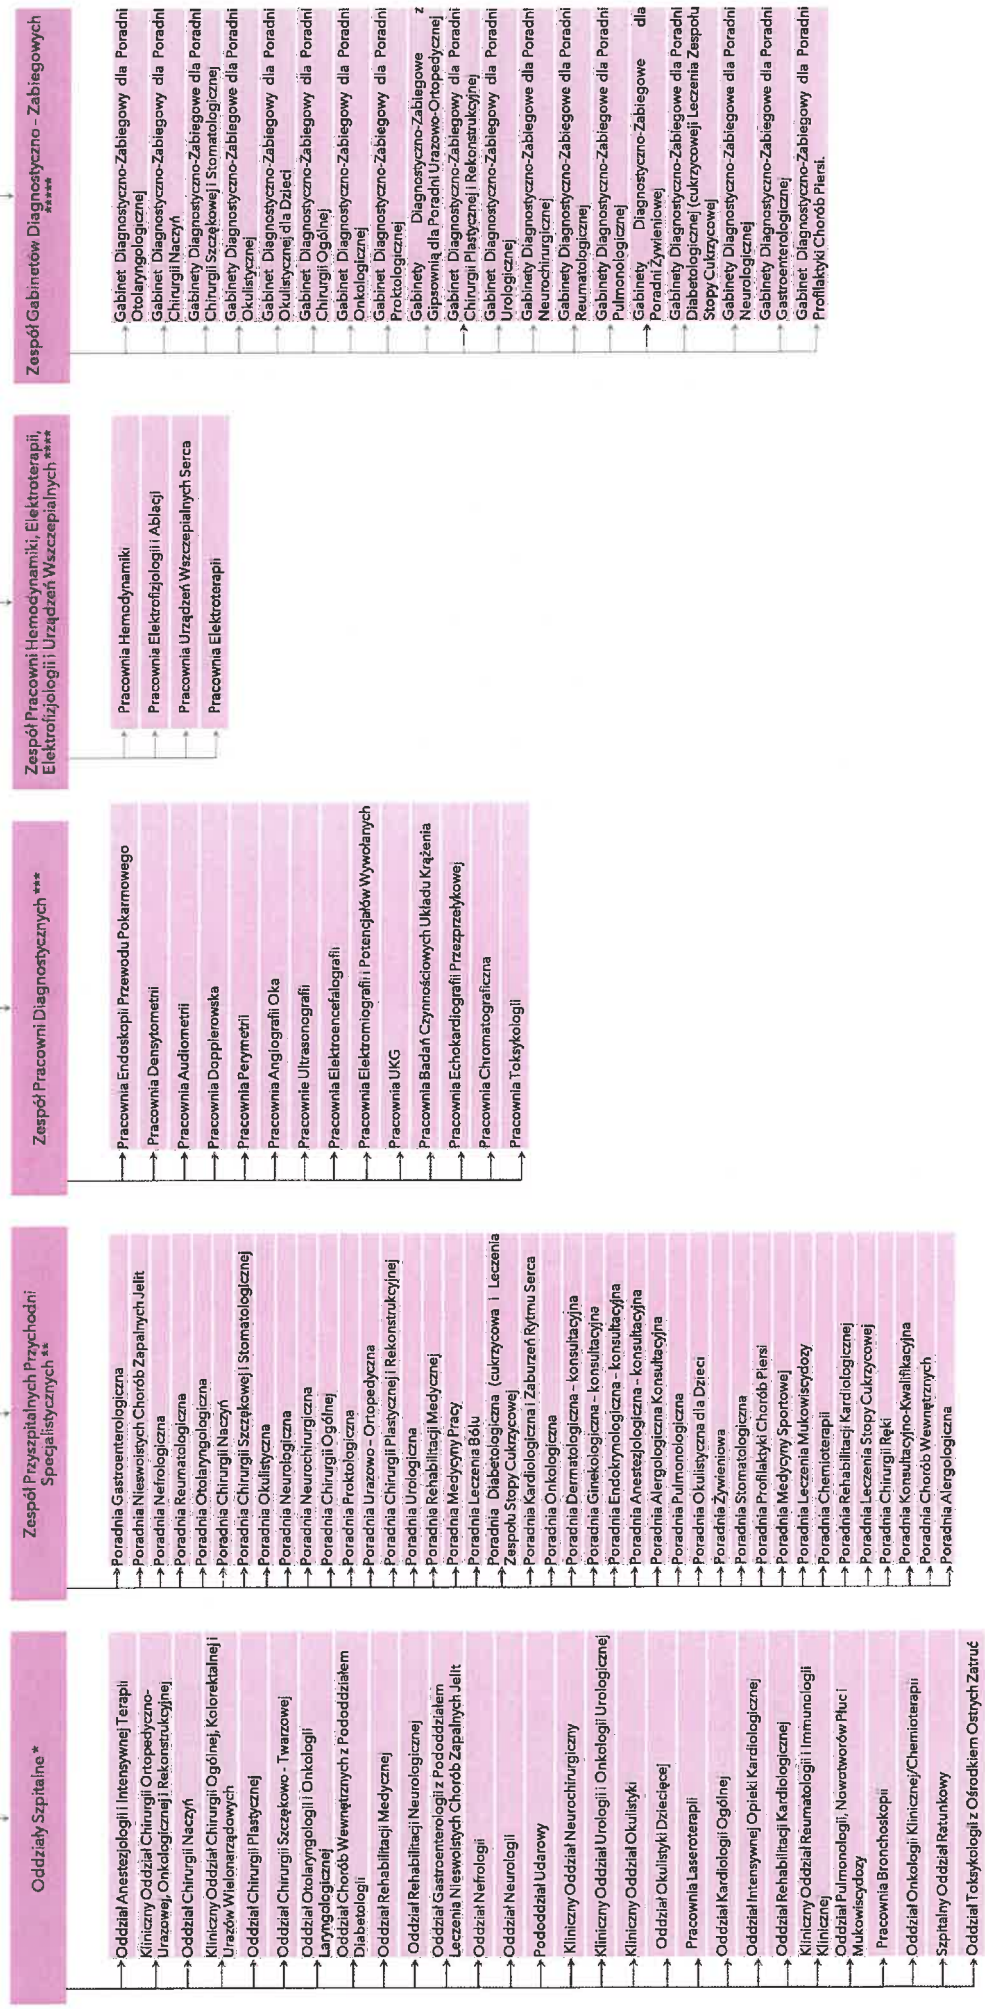 Oddziały Szpitalne *
Oddział Anestezjologii i Intensywnej Terapii
Kliniczny Oddział Chirurgii Ortopedyczno-
Urazowej, Onkologicznej i Rekonstrukcyjnej
Oddział Chirurgii Naczyń
Kliniczny Oddział Chirurgii Ogólnej, Kolorektalnej i
Urazów Wielonarządowych
Oddział Chirurgii Plastycznej
Oddział Chirurgii Szczękowo - Twarzowej
Oddział Otolaryngologii i Onkologii
Laryngologicznej
Oddział Chorób Wewnętrznych z Pododdziałem
Diabetologii
Oddział Rehabilitacji Medycznej
Oddział Rehabilitacji Neurologicznej
Oddział Gastroenterologii z Pododdziałem
Leczenia Nieswoistych Chorób Zapalnych Jelit
Oddział Nefrologii
Oddział Neurologii
Pododdział Udarowy
Kliniczny Oddział Neurochirurgiczny
Kliniczny Oddział Urologii i Onkologii Urologicznej
Kliniczny Oddział Okulistyki
Oddział Okulistyki Dziecięcej
Pracownia Laseroterapii
Oddział Kardiologii Ogólnej
Oddział Intensywnej Opieki Kardiologicznej
Oddział Rehabilitacji Kardiologicznej
Kliniczny Oddział Reumatologii i Immunologii
Klinicznej
Oddział Pulmonologii, Nowotworów Płuc i
Mukowiscydozy
Pracownia Bronchoskopii
Oddział Onkologii Klinicznej/Chemioterapii
Szpitalny Oddział Ratunkowy
Oddział Toksykologii z Ośrodkiem Ostrych Zatruć
Zespół Przyszpitalnych Przychodni
Specjalistycznych **
Poradnia Gastroenterologiczna
Poradnia Nieswoistych Chorób Zapalnych Jelit
Poradnia Nefrologiczna
Poradnia Reumatologiczna
Poradnia Otolaryngologiczna
Poradnia Chirurgii Naczyń
Poradnia Chirurgii Szczękowej i Stomatologicznej
Poradnia Okulistyczna
Poradnia Neurologiczna
Poradnia Neurochirurgiczna
Poradnia Chirurgii Ogólnej
Poradnia Proktologiczna
Poradnia Urazowo - Ortopedyczna
Poradnia Chirurgii Plastycznej i Rekonstrukcyjnej
Poradnia Urologiczna
Poradnia Rehabilitacji Medycznej
Poradnia Medycyny Pracy
Poradnia Leczenia Bólu
Poradnia Diabetologiczna (cukrzycowa i Leczenia
Zespołu Stopy Cukrzycowej
Poradnia Kardiologiczna i Zaburzeń Rytmu Serca
Poradnia Onkologiczna
Poradnia Dermatologiczna - konsultacyjna
Poradnia Ginekologiczna - konsultacyjna
Poradnia Endokrynologiczna - konsultacyjna
Poradnia Anestezjologiczna - konsultacyjna
Poradnia Alergologiczna Konsultacyjna
Poradnia Pulmonologiczna
Poradnia Okulistyczna dla Dzieci
Poradnia Żywieniowa
Poradnia Stomatologiczna
Poradnia Profilaktyki Chorób Piersi
Poradnia Medycyny Sportowej
Poradnia Leczenia Mukowiscydozy
Poradnia Chemioterapii
Poradnia Rehabilitacji Kardiologicznej
Poradnia Leczenia Stopy Cukrzycowej
Poradnia Chirurgii Ręki
Poradnia Konsultacyjno-Kwalifikacyjna
Poradnia Chorób Wewnętrznych
Poradnia Alergologiczna
Zespół Pracowni Diagnostycznych ***
Pracownia Endoskopii Przewodu Pokarmowego
Pracownia Densytometrii
Pracownia Audiometrii
Pracownia Dopplerowska
Pracownia Perymetrii
Pracownia Angiografii Oka
Pracownie Ultrasonografii
Pracownia Elektroencefalografii
Pracownia Elektromiografii i Potencjałów Wywołanych
Pracownia UKG
Pracownia Badań Czynnościowych Układu Krążenia
Pracownia Echokardiografii Przezprzełykowej
Pracownia Chromatograficzna
Pracownia Toksykologii
Zespół Pracowni Hemodynamiki, Elektroterapii,
Elektrofizjologii i Urządzeń Wszczepialnych ****
Pracownia Hemodynamiki
Pracownia Elektrofizjologii i Ablacji
Pracownia Urządzeń Wszczepialnych Serca
Pracownia Elektroterapii
Zespół Gabinetów Diagnostyczno - Zabiegowych
*****
Gabinet Diagnostyczno-Zabiegowy dla Poradni
Otolaryngologicznej
Gabinet Diagnostyczno-Zabiegowy dla Poradni
Chirurgii Naczyń
Gabinety Diagnostyczno-Zabiegowe dla Poradni
Chirurgii Szczękowej i Stomatologicznej
Gabinety Diagnostyczno-Zabiegowe dla Poradni
Okulistycznej
Gabinet Diagnostyczno-Zabiegowy dla Poradni
Okulistycznej dla Dzieci
Gabinet Diagnostyczno-Zabiegowy dla Poradni
Chirurgii Ogólnej
Gabinet Diagnostyczno-Zabiegowy dla Poradni
Onkologicznej
Gabinet Diagnostyczno-Zabiegowy dla Poradni
Proktologicznej
Gabinety Diagnostyczno-Zabiegowe z
Gipsownią dla Poradni Urazowo-Ortopedycznej
Gabinet Diagnostyczno-Zabiegowy dla Poradni
Chirurgii Plastycznej i Rekonstrukcyjnej
Gabinet Diagnostyczno-Zabiegowy dla Poradni
Urologicznej
Gabinety Diagnostyczno-Zabiegowe dla Poradni
Neurochirurgicznej
Gabinety Diagnostyczno-Zabiegowe dla Poradni
Reumatologicznej
Gabinety Diagnostyczno-Zabiegowe dla Poradni
Pulmonologicznej
Gabinety Diagnostyczno-Zabiegowe dla
Poradni Żywieniowej
Gabinety Diagnostyczno-Zabiegowe dla Poradni
Diabetologicznej (cukrzycowej i Leczenia Zespołu
Stopy Cukrzycowej
Gabinety Diagnostyczno-Zabiegowe dla Poradni
Neurologicznej
Gabinety Diagnostyczno-Zabiegowe dla Poradni
Gastroenterologicznej
Gabinet Diagnostyczno-Zabiegowy dla Poradni
Profilaktyki Chorób Piersi.